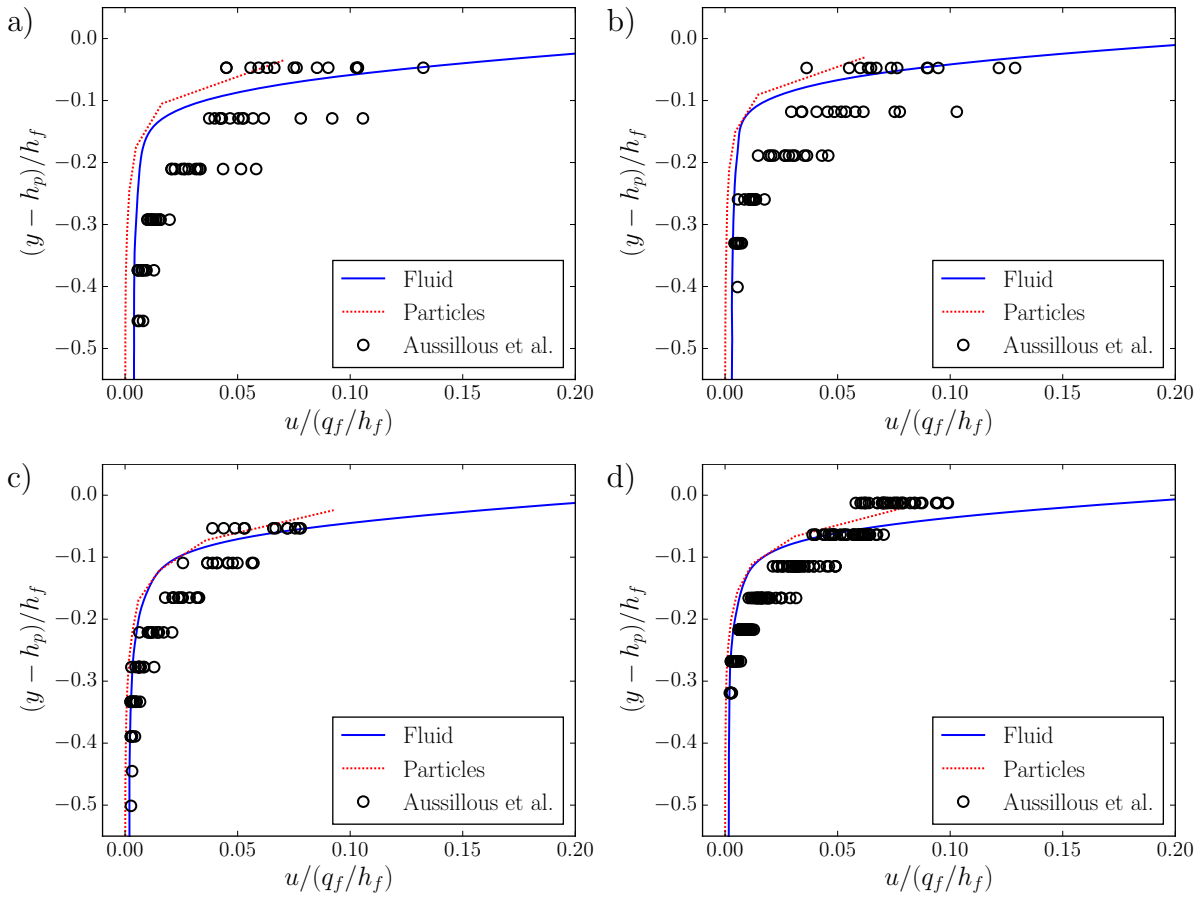 a)
0.0
−0.1
−0.2
−0.3
−0.4
−0.5
(y − h_p)/h_f
0.00 0.05 0.10 0.15 0.20
u/(q_f/h_f)
Fluid
Particles
Aussillous et al.
b)
0.0
−0.1
−0.2
−0.3
−0.4
−0.5
(y − h_p)/h_f
0.00 0.05 0.10 0.15 0.20
u/(q_f/h_f)
Fluid
Particles
Aussillous et al.
c)
0.0
−0.1
−0.2
−0.3
−0.4
−0.5
(y − h_p)/h_f
0.00 0.05 0.10 0.15 0.20
u/(q_f/h_f)
Fluid
Particles
Aussillous et al.
d)
0.0
−0.1
−0.2
−0.3
−0.4
−0.5
(y − h_p)/h_f
0.00 0.05 0.10 0.15 0.20
u/(q_f/h_f)
Fluid
Particles
Aussillous et al.